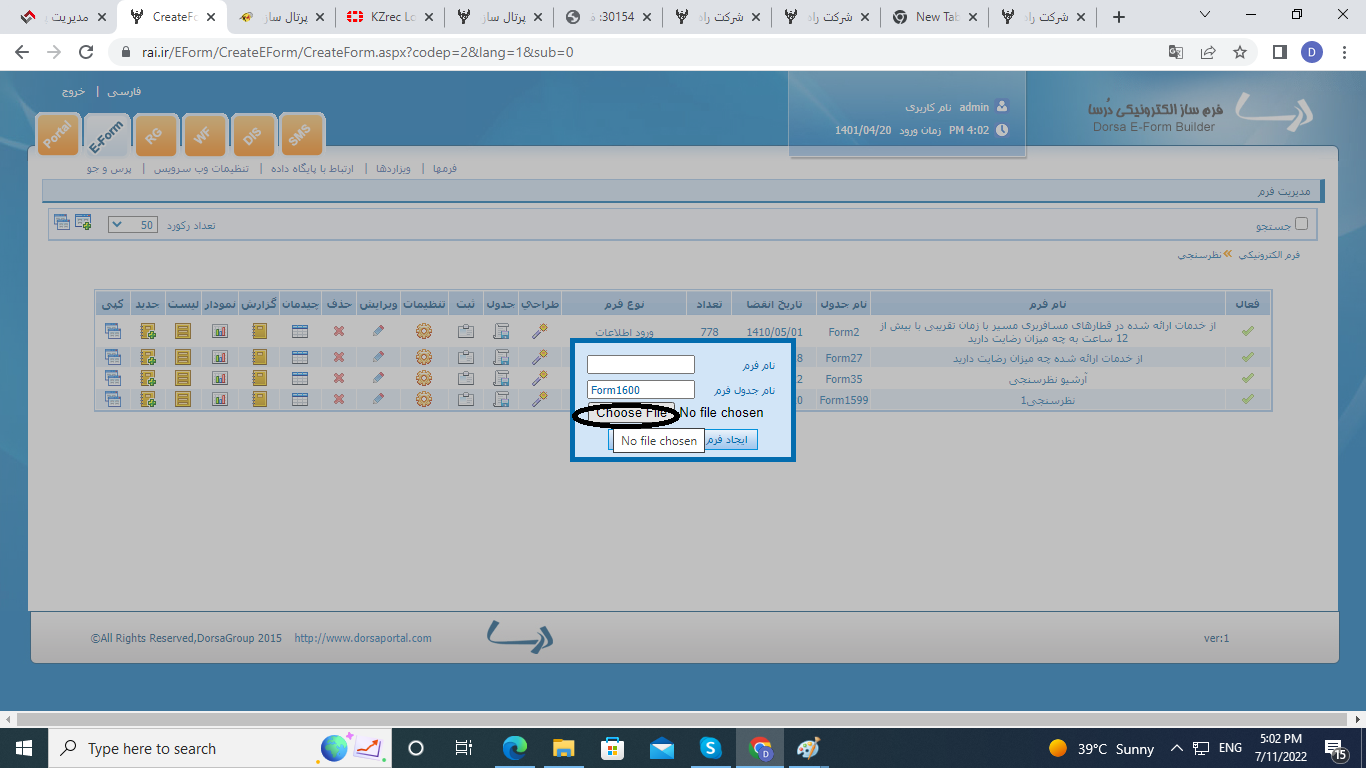 مدیریت
CreateFo
پرتال ساز
KZrec Lo
پرتال ساز
:30154
شرکت راه
شرکت راه
New Tab
شرکت راه
rai.ir/EForm/CreateEForm/CreateForm.aspx?codep=2&lang=1&sub=0
D
فارسی | خروج
Portal
E-Form
RG
WF
DIS
SMS
نام کاربری admin
1401/04/20 زمان ورود 4:02 PM
فرم ساز الکترونیکی دُرسا
Dorsa E-Form Builder
فرمها | ویزاردها | ارتباط با پایگاه داده | تنظیمات وب سرویس | پرس و جو
مدیریت فرم
جستجو
تعداد رکورد 50
فرم الکترونیکی » نظرسنجی
فعال نام فرم نام جدول تاریخ انقضا تعداد نوع فرم طراحي جدول ثبت تنظیمات ویرایش حذف چیدمان گزارش نمودار لیست جدید کپی
از خدمات ارائه شده در قطارهای مسافربری مسیر با زمان تقریبی با بیش از
12 ساعت به چه میزان رضایت دارید
Form2 1410/05/01 778 ورود اطلاعات
از خدمات ارائه شده چه میزان رضایت دارید Form27 8
آرشیو نظرسنجی Form35 2
نظرسنجی1 Form1599 0
نام فرم
نام جدول فرم Form1600
Choose File No file chosen
ایجاد فرم
No file chosen
©All Rights Reserved,DorsaGroup 2015 http://www.dorsaportal.com
ver:1
Type here to search
39°C Sunny
ENG
5:02 PM
7/11/2022
15